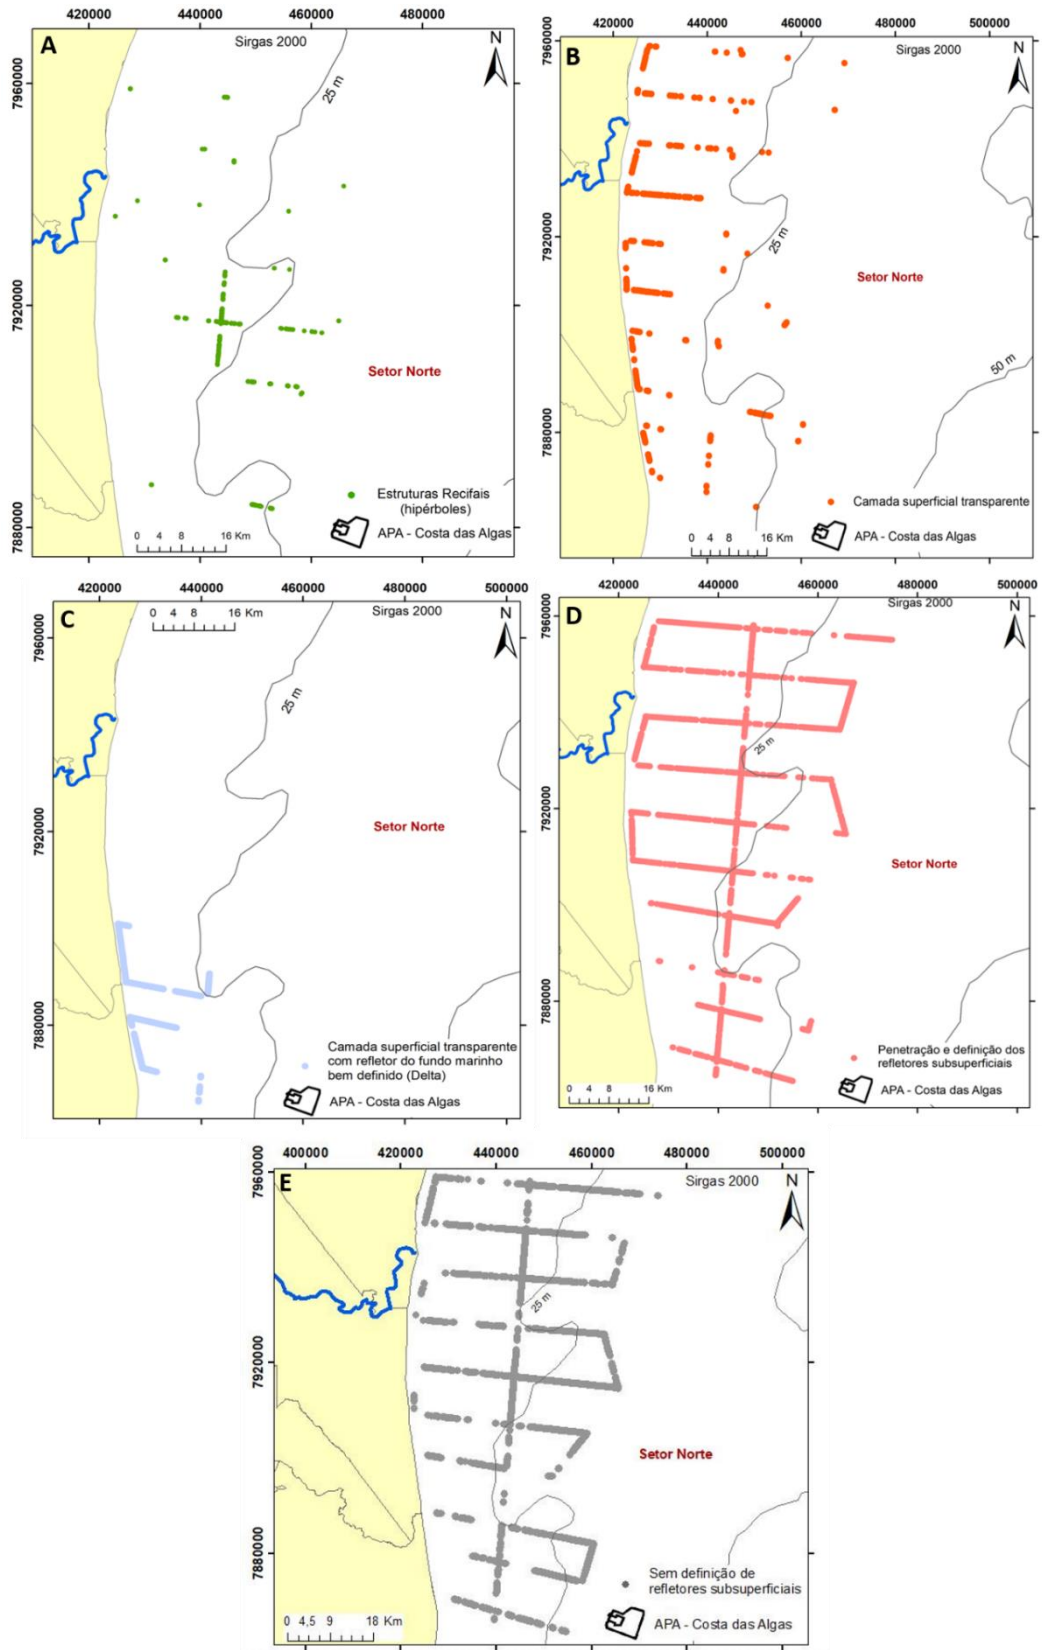 420000 440000 460000 480000
A
Sirgas 2000
N
7960000
25 m
7920000
Setor Norte
Estruturas Recifais
(hipérboles)
APA - Costa das Algas
0 4 8 16 Km
7880000
420000 440000 460000 480000 500000
B
Sirgas 2000
N
7960000
25 m
7920000
Setor Norte
50 m
7880000
Camada superficial transparente
APA - Costa das Algas
0 4 8 16 Km
420000 440000 460000 480000 500000
C
0 4 8 16 Km
Sirgas 2000
N
7960000
25 m
7920000
Setor Norte
7880000
Camada superficial transparente
com refletor do fundo marinho
bem definido (Delta)
APA - Costa das Algas
420000 440000 460000 480000 500000
D
Sirgas 2000
N
7960000
25 m
7920000
Setor Norte
7880000
Penetração e definição dos
refletores subsuperficiais
APA - Costa das Algas
0 4 8 16 Km
400000 420000 440000 460000 480000 500000
E
Sirgas 2000
N
7960000
25 m
7920000
Setor Norte
7880000
Sem definição de
refletores subsuperficiais
APA - Costa das Algas
0 4,5 9 18 Km